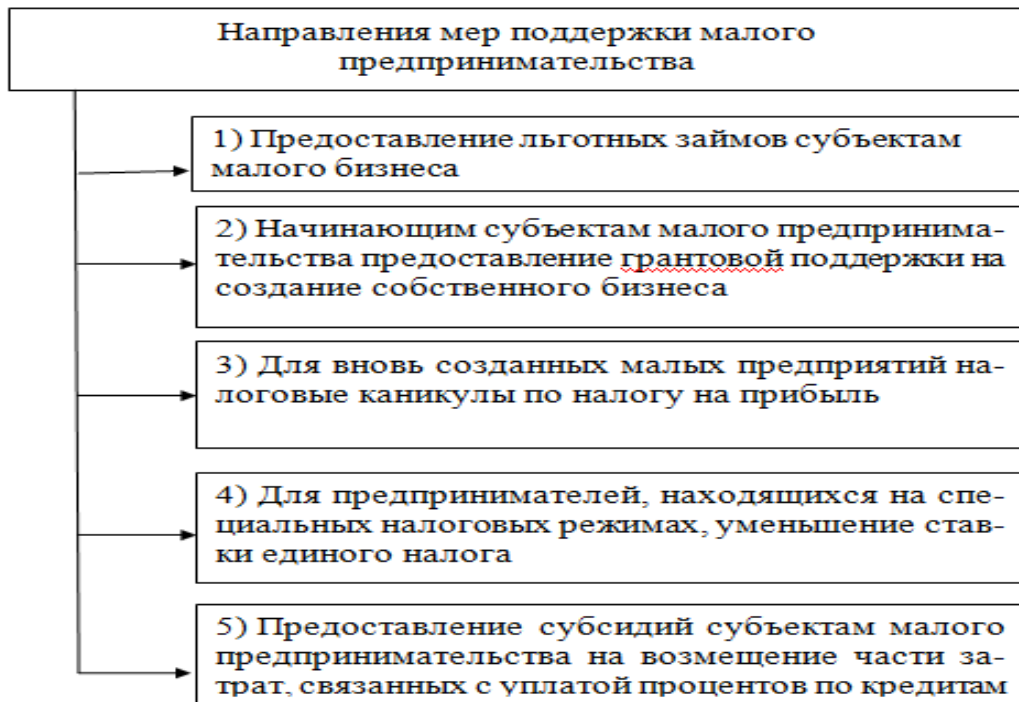 Направления мер поддержки малого
предпринимательства
1) Предоставление льготных займов субъектам
малого бизнеса
2) Начинающим субъектам малого предпринима-
тельства предоставление грантовой поддержки на
создание собственного бизнеса
3) Для вновь созданных малых предприятий на-
логовые каникулы по налогу на прибыль
4) Для предпринимателей, находящихся на спе-
циальных налоговых режимах, уменьшение став-
ки единого налога
5) Предоставление субсидий субъектам малого
предпринимательства на возмещение части за-
трат, связанных с уплатой процентов по кредитам